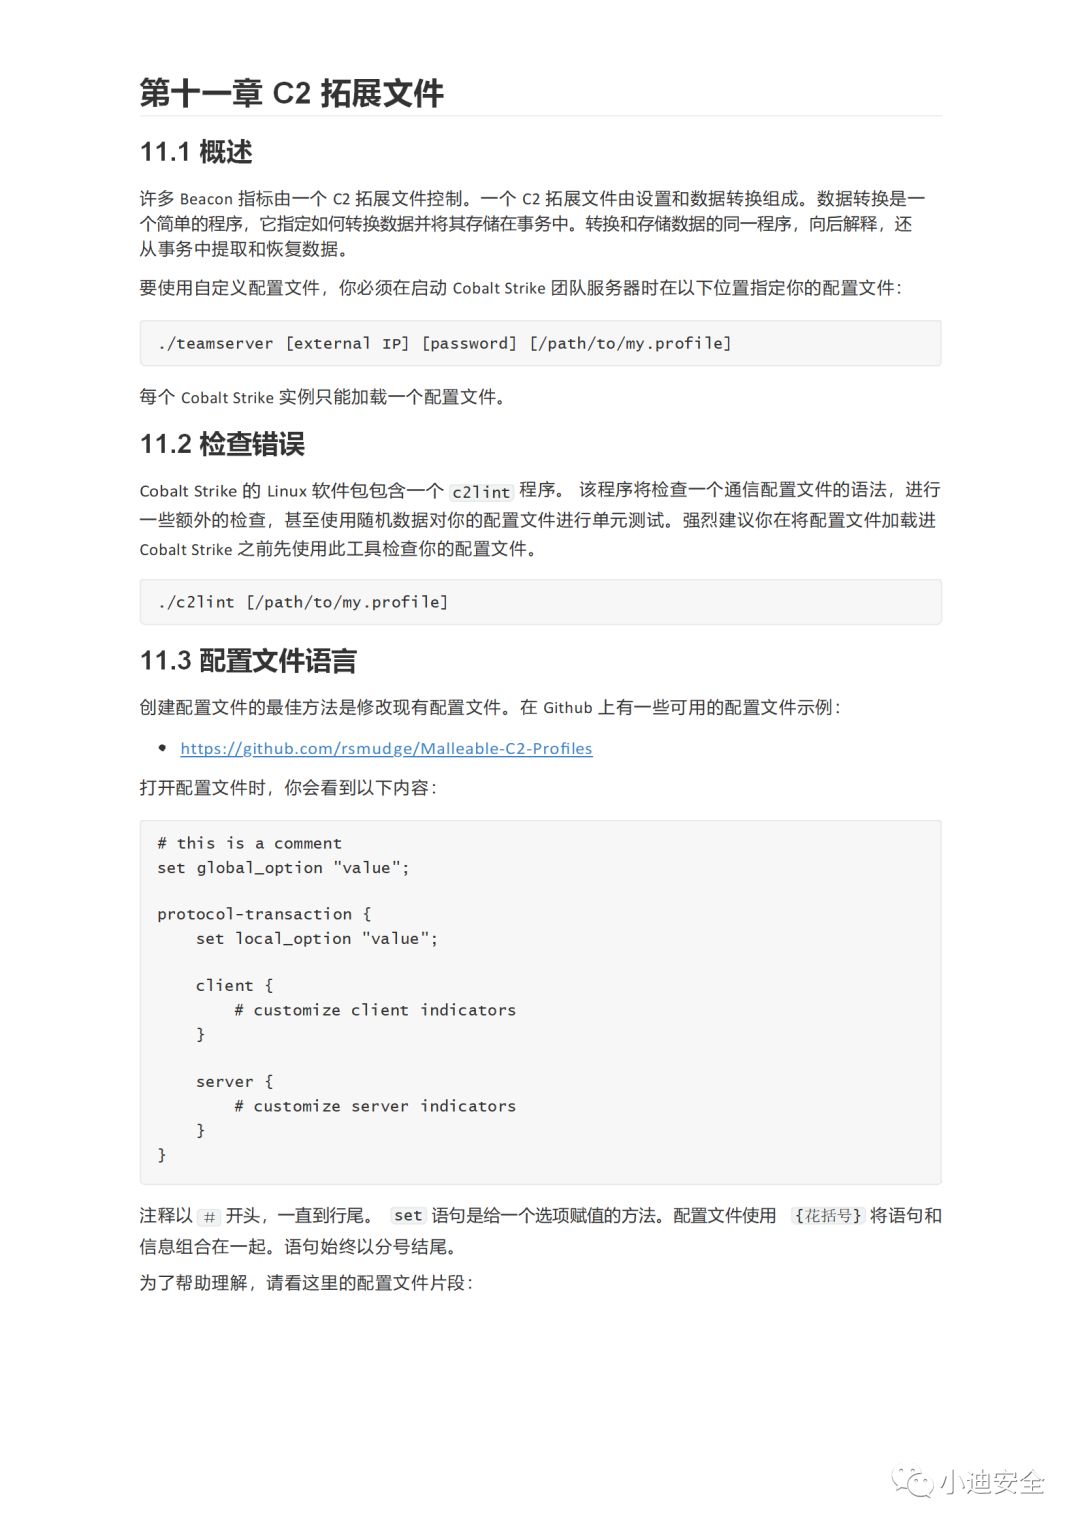 第十一章 C2 拓展文件
11.1 概述
许多 Beacon 指标由一个 C2 拓展文件控制。一个 C2 拓展文件由设置和数据转换组成。数据转换是一
个简单的程序，它指定如何转换数据并将其存储在事务中。转换和存储数据的同一程序，向后解释，还
从事务中提取和恢复数据。
要使用自定义配置文件，你必须在启动 Cobalt Strike 团队服务器时在以下位置指定你的配置文件：
./teamserver [external IP] [password] [/path/to/my.profile]
每个 Cobalt Strike 实例只能加载一个配置文件。
11.2 检查错误
Cobalt Strike 的 Linux 软件包包含一个 c2lint 程序。 该程序将检查一个通信配置文件的语法，进行
一些额外的检查，甚至使用随机数据对你的配置文件进行单元测试。强烈建议你在将配置文件加载进
Cobalt Strike 之前先使用此工具检查你的配置文件。
./c2lint [/path/to/my.profile]
11.3 配置文件语言
创建配置文件的最佳方法是修改现有配置文件。在 Github 上有一些可用的配置文件示例：
• https://github.com/rsmudge/Malleable-C2-Profiles
打开配置文件时，你会看到以下内容：
# this is a comment
set global_option "value";
protocol-transaction {
    set local_option "value";
    client {
        # customize client indicators
    }
    server {
        # customize server indicators
    }
}
注释以 # 开头，一直到行尾。 set 语句是给一个选项赋值的方法。配置文件使用 {花括号} 将语句和
信息组合在一起。语句始终以分号结尾。
为了帮助理解，请看这里的配置文件片段：
小迪安全